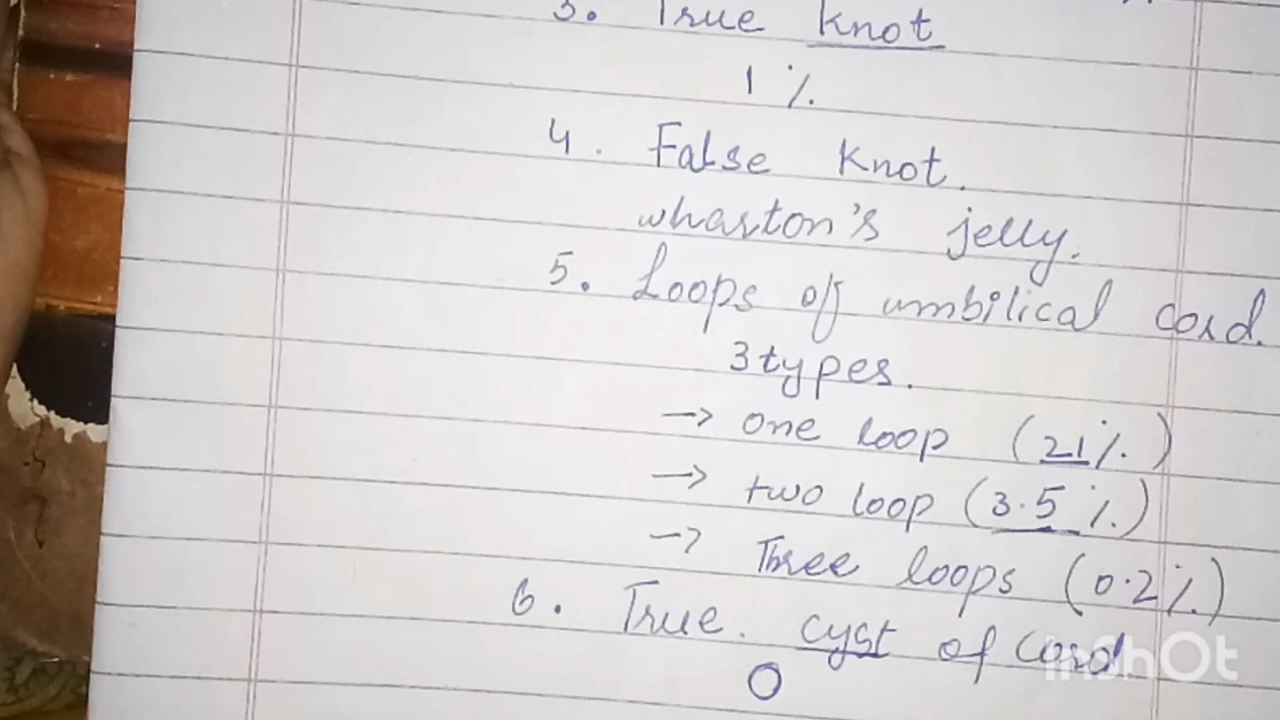 3. True Knot
1 %.
4. False Knot.
wharton's jelly.
5. Loops of umbilical cord.
3 types.
→ one loop (21%.)
→ two loop (3.5%.)
→ Three loops (0.2%.)
6. True. cyst of cord
InShOt